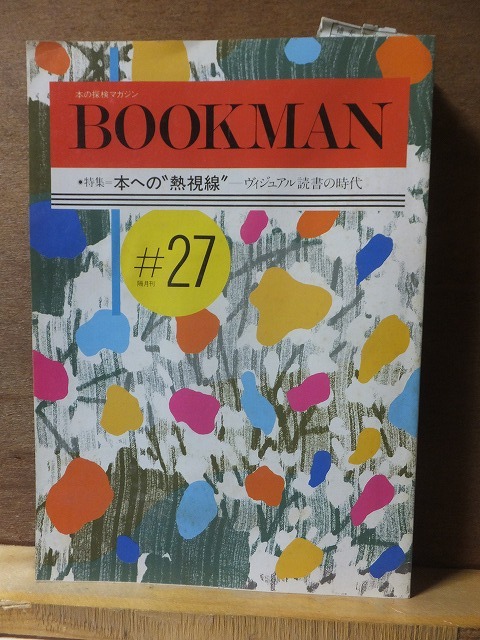 本の探検マガジン
BOOKMAN
●特集=本への〝熱視線〟—ヴィジュアル読書の時代
#27
隔月刊